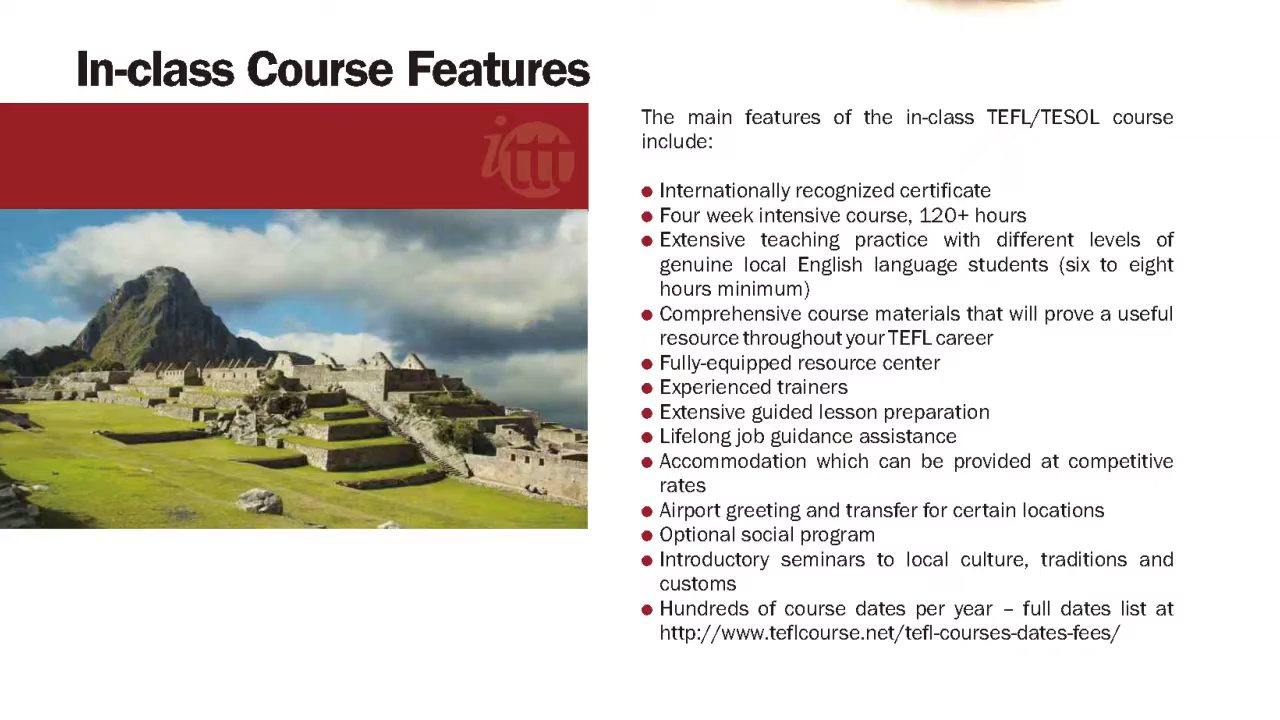 In-class Course Features
ittt
The main features of the in-class TEFL/TESOL course
include:
● Internationally recognized certificate
● Four week intensive course, 120+ hours
● Extensive teaching practice with different levels of
genuine local English language students (six to eight
hours minimum)
● Comprehensive course materials that will prove a useful
resource throughout your TEFL career
● Fully-equipped resource center
● Experienced trainers
● Extensive guided lesson preparation
● Lifelong job guidance assistance
● Accommodation which can be provided at competitive
rates
● Airport greeting and transfer for certain locations
● Optional social program
● Introductory seminars to local culture, traditions and
customs
● Hundreds of course dates per year – full dates list at
http://www.teflcourse.net/tefl-courses-dates-fees/